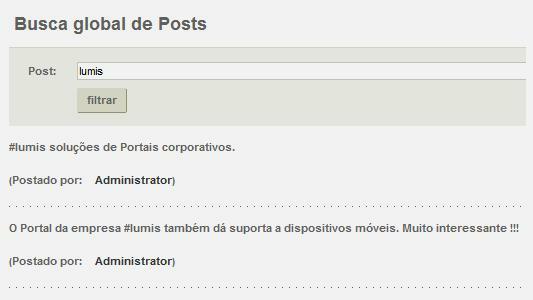 Busca global de Posts
Post: lumis
filtrar
#lumis soluções de Portais corporativos.
(Postado por: Administrator)
O Portal da empresa #lumis também dá suporta a dispositivos móveis. Muito interessante !!!
(Postado por: Administrator)